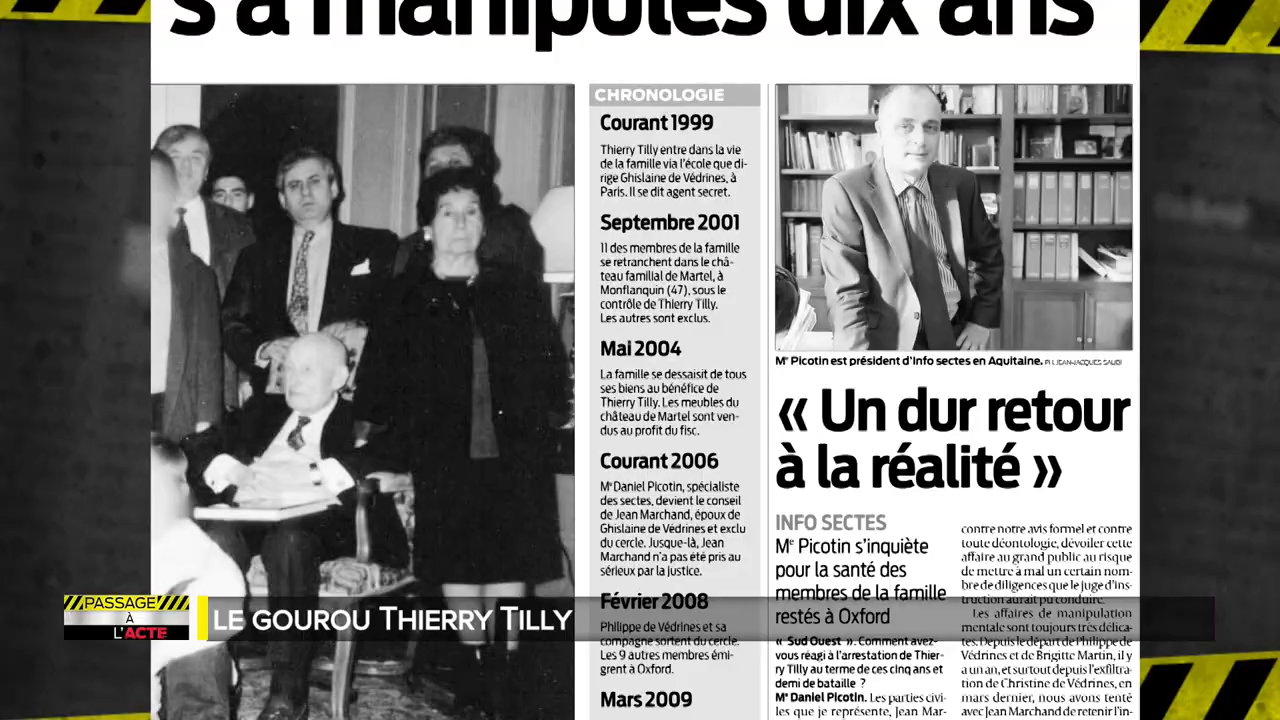 s'a manipulés dix ans
CHRONOLOGIE
Courant 1999
Thierry Tilly entre dans la vie
de la famille via l'école que di-
rige Ghislaine de Védrines, à
Paris. Il se dit agent secret.
Septembre 2001
11 des membres de la famille
se retranchent dans le châ-
teau familial de Martel, à
Monflanquin (47), sous le
contrôle de Thierry Tilly.
Les autres sont exclus.
Mai 2004
La famille se dessaisit de tous
ses biens au bénéfice de
Thierry Tilly. Les meubles du
château de Martel sont ven-
dus au profit du fisc.
Courant 2006
Me Daniel Picotin, spécialiste
des sectes, devient le conseil
de Jean Marchand, époux de
Ghislaine de Védrines et exclu
du cercle. Jusque-là, Jean
Marchand n'a pas été pris au
sérieux par la justice.
Février 2008
Philippe de Védrines et sa
compagne sortent du cercle.
Les 9 autres membres émi-
grent à Oxford.
Mars 2009
Me Picotin est président d'Info sectes en Aquitaine. PH JEAN-JACQUES SAUBI
« Un dur retour
à la réalité »
INFO SECTES
Me Picotin s'inquiète
pour la santé des
membres de la famille
restés à Oxford
« Sud Ouest ». Comment avez-
vous réagi à l'arrestation de Thier-
ry Tilly au terme de ces cinq ans et
demi de bataille ?
Me Daniel Picotin. Les parties civi-
les que je représente, Jean Mar-
contre notre avis formel et contre
toute déontologie, dévoiler cette
affaire au grand public au risque
de mettre à mal un certain nom-
bre de diligences que le juge d'ins-
truction aurait pu conduire.
Les affaires de manipulation
mentale sont toujours très délica-
tes. Depuis le départ de Philippe de
Védrines et de Brigitte Martin, il y
a un an, et surtout depuis l'exfiltra-
tion de Christine de Védrines, en
mars dernier, nous avons tenté
avec Jean Marchand de retenir l'in-
PASSAGE
À
L'ACTE
LE GOUROU THIERRY TILLY